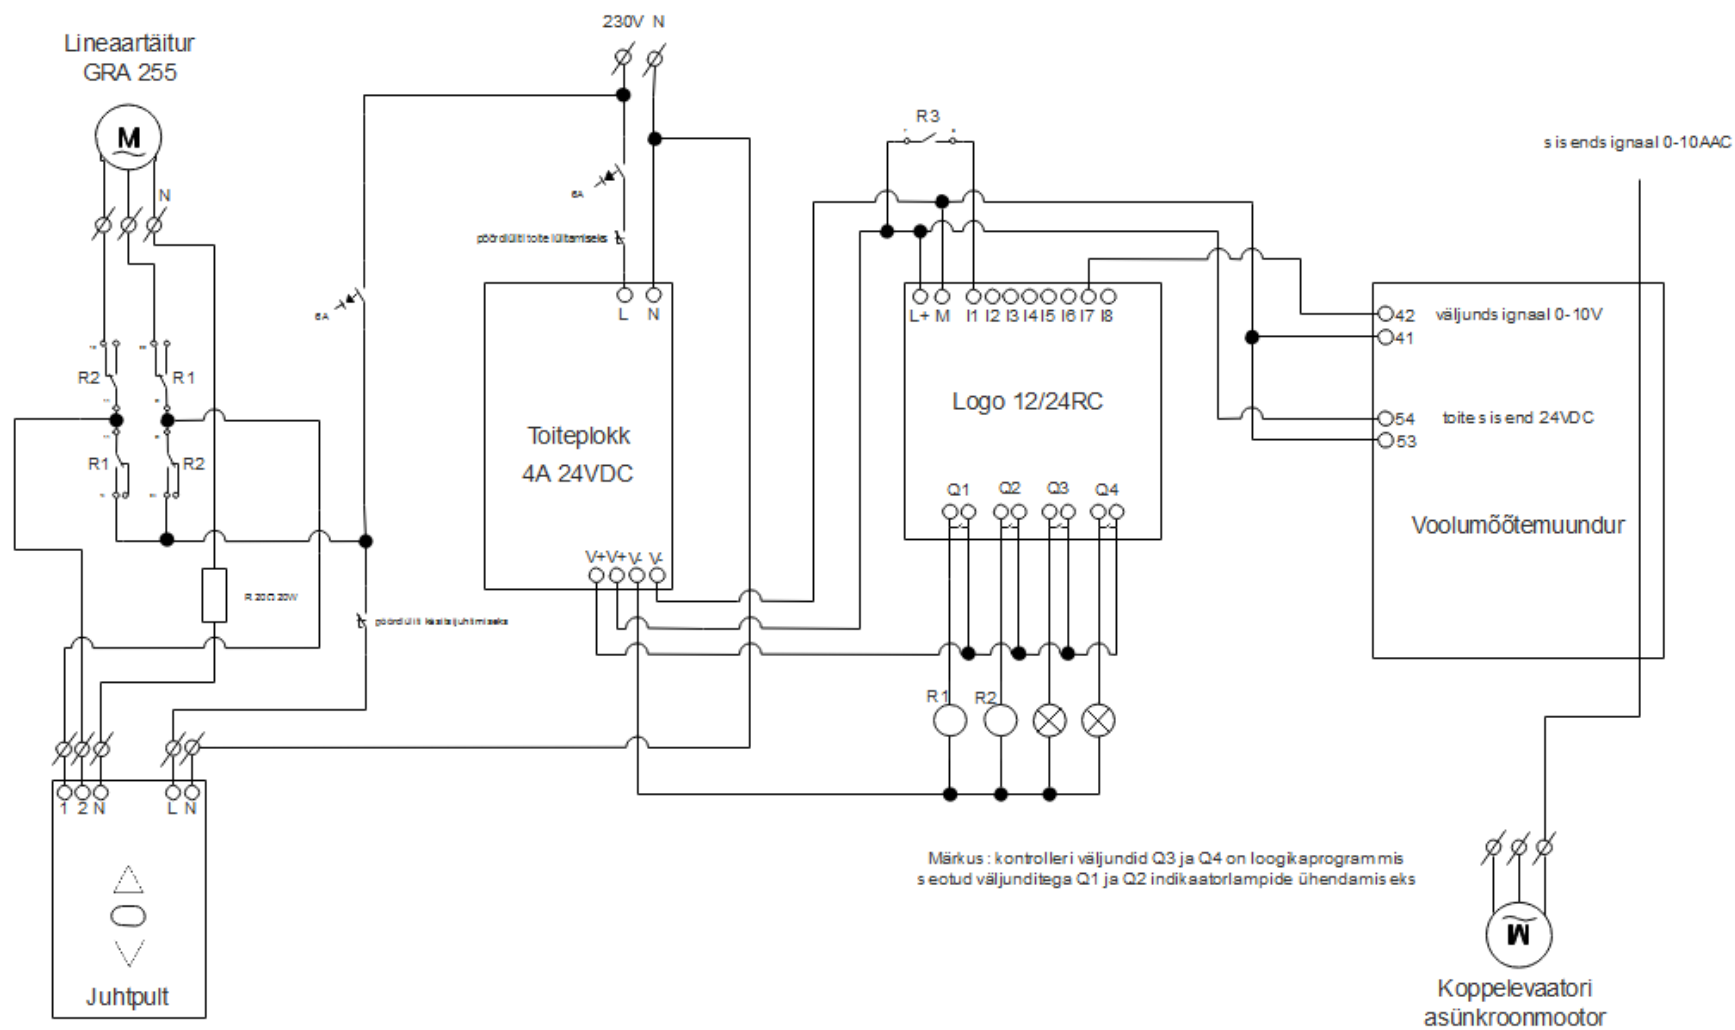 230V N
Lineaartäitur
GRA 255
M
N
6A
pöördlüliti toite lülitamiseks
6A
R3
sisendsignaal 0-10AAC
L N
L+ M I1 I2 I3 I4 I5 I6 I7 I8
42 väljundsignaal 0-10V
41
R2 R1
Logo 12/24RC
54 toitesisend 24VDC
53
Toiteplokk
4A 24VDC
R1 R2
Q1 Q2 Q3 Q4
Voolumõõtemuundur
V+ V+ V- V-
R 20Ω 20W
pöördlüliti käsitsijuhtimiseks
R1 R2
1 2 N L N
Märkus: kontrolleri väljundid Q3 ja Q4 on loogikaprogrammis
seotud väljunditega Q1 ja Q2 indikaatorlampide ühendamiseks
M
Juhtpult
Koppelevaatori
asünkroonmootor